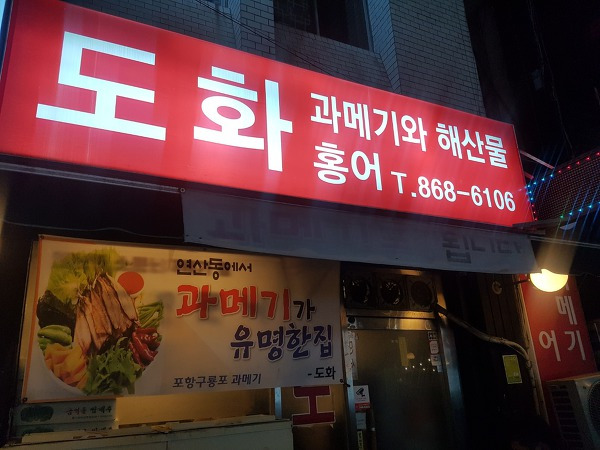 도화
과메기와 해산물
홍어 T.868-6106
연산동에서
과메기가
유명한집
-도화
포항구룡포 과메기
메
어 기
도